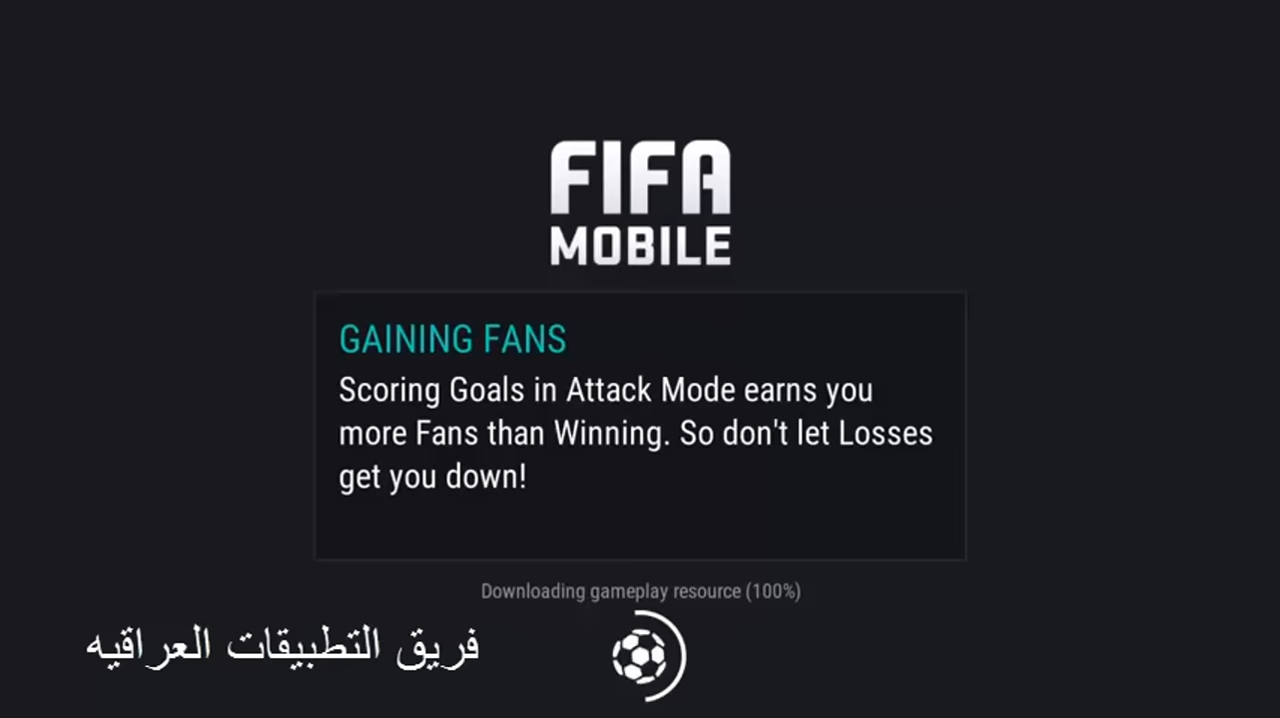 FIFA
MOBILE
GAINING FANS
Scoring Goals in Attack Mode earns you
more Fans than Winning. So don't let Losses
get you down!
Downloading gameplay resource (100%)
فريق التطبيقات العراقيه